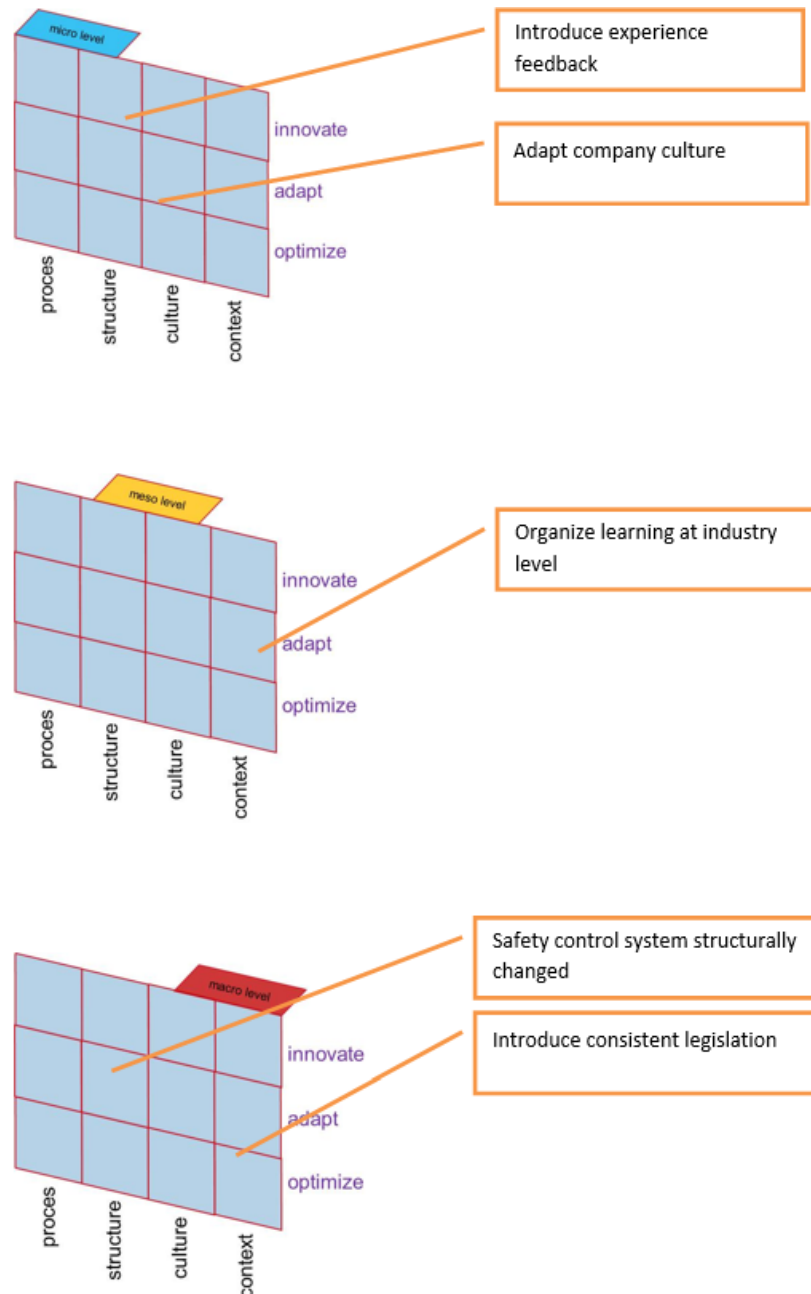 micro level
Introduce experience
feedback
innovate
Adapt company culture
adapt
optimize
proces
structure
culture
context
meso level
Organize learning at industry
level
innovate
adapt
optimize
proces
structure
culture
context
Safety control system structurally
changed
macro level
Introduce consistent legislation
innovate
adapt
optimize
proces
structure
culture
context